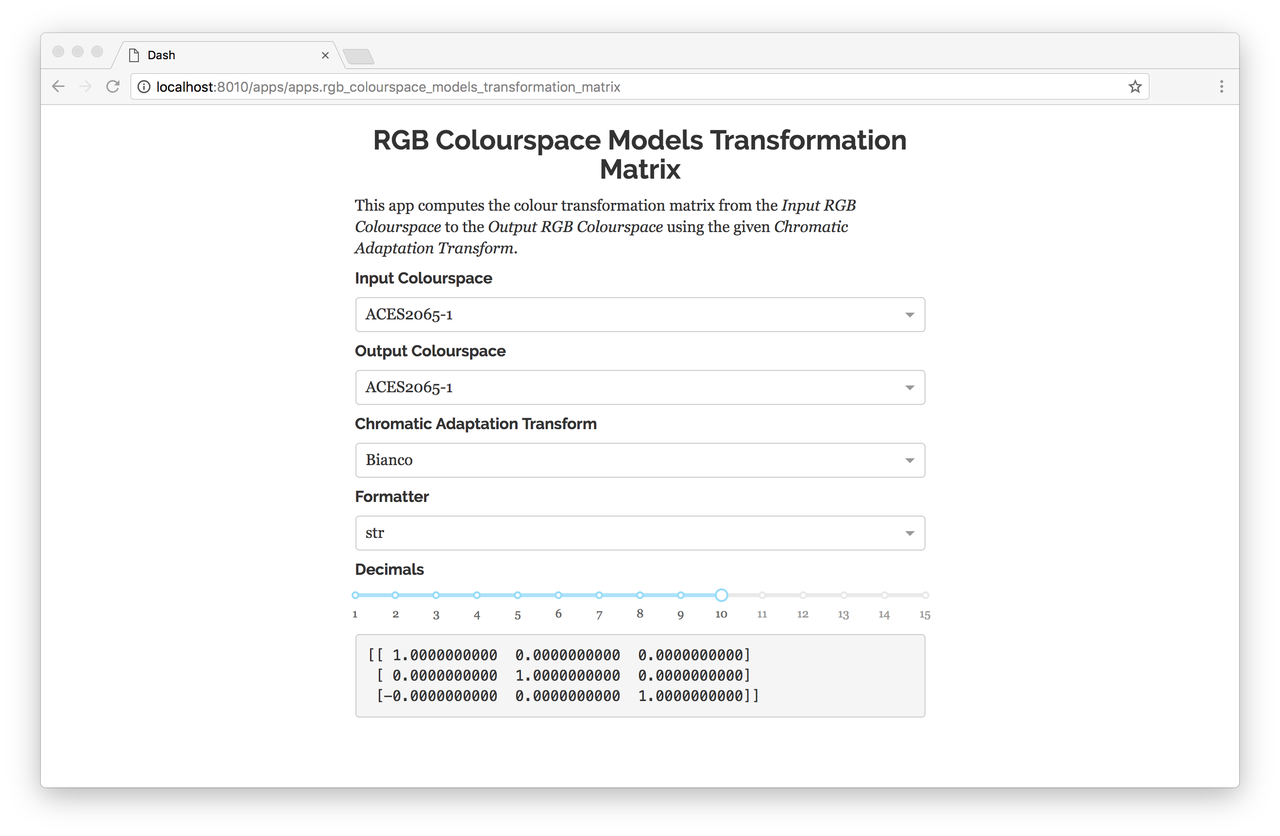 Dash
localhost:8010/apps/apps.rgb_colourspace_models_transformation_matrix
RGB Colourspace Models Transformation
Matrix
This app computes the colour transformation matrix from the Input RGB
Colourspace to the Output RGB Colourspace using the given Chromatic
Adaptation Transform.
Input Colourspace
ACES2065-1
Output Colourspace
ACES2065-1
Chromatic Adaptation Transform
Bianco
Formatter
str
Decimals
1 2 3 4 5 6 7 8 9 10 11 12 13 14 15
[[ 1.0000000000  0.0000000000  0.0000000000]
 [ 0.0000000000  1.0000000000  0.0000000000]
 [-0.0000000000  0.0000000000  1.0000000000]]